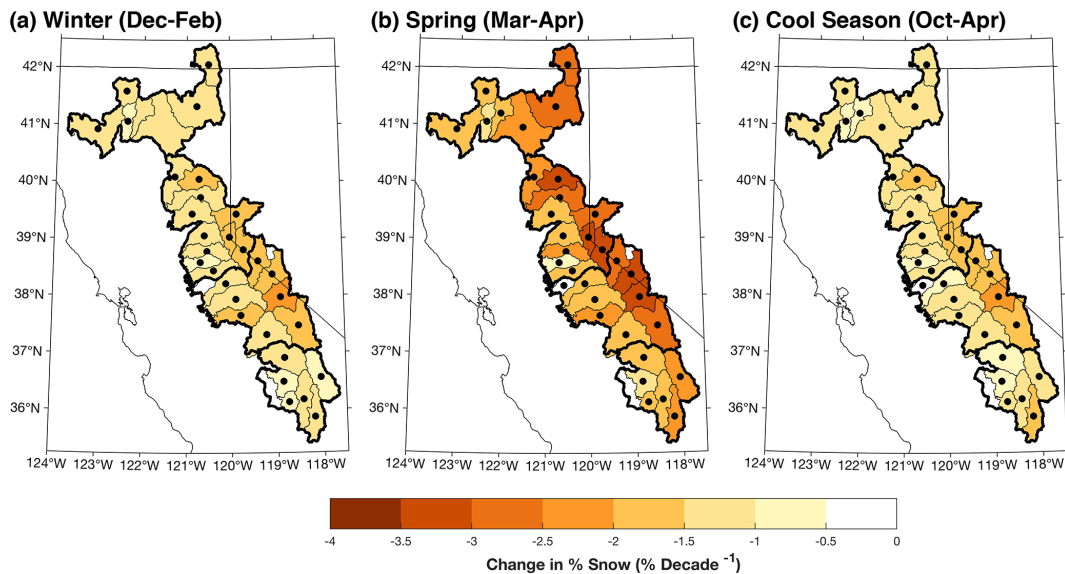 (a) Winter (Dec-Feb)
(b) Spring (Mar-Apr)
(c) Cool Season (Oct-Apr)
42°N
41°N
40°N
39°N
38°N
37°N
36°N
124°W 123°W 122°W 121°W 120°W 119°W 118°W
42°N
41°N
40°N
39°N
38°N
37°N
36°N
124°W 123°W 122°W 121°W 120°W 119°W 118°W
42°N
41°N
40°N
39°N
38°N
37°N
36°N
124°W 123°W 122°W 121°W 120°W 119°W 118°W
-4 -3.5 -3 -2.5 -2 -1.5 -1 -0.5 0
Change in % Snow (% Decade -1)